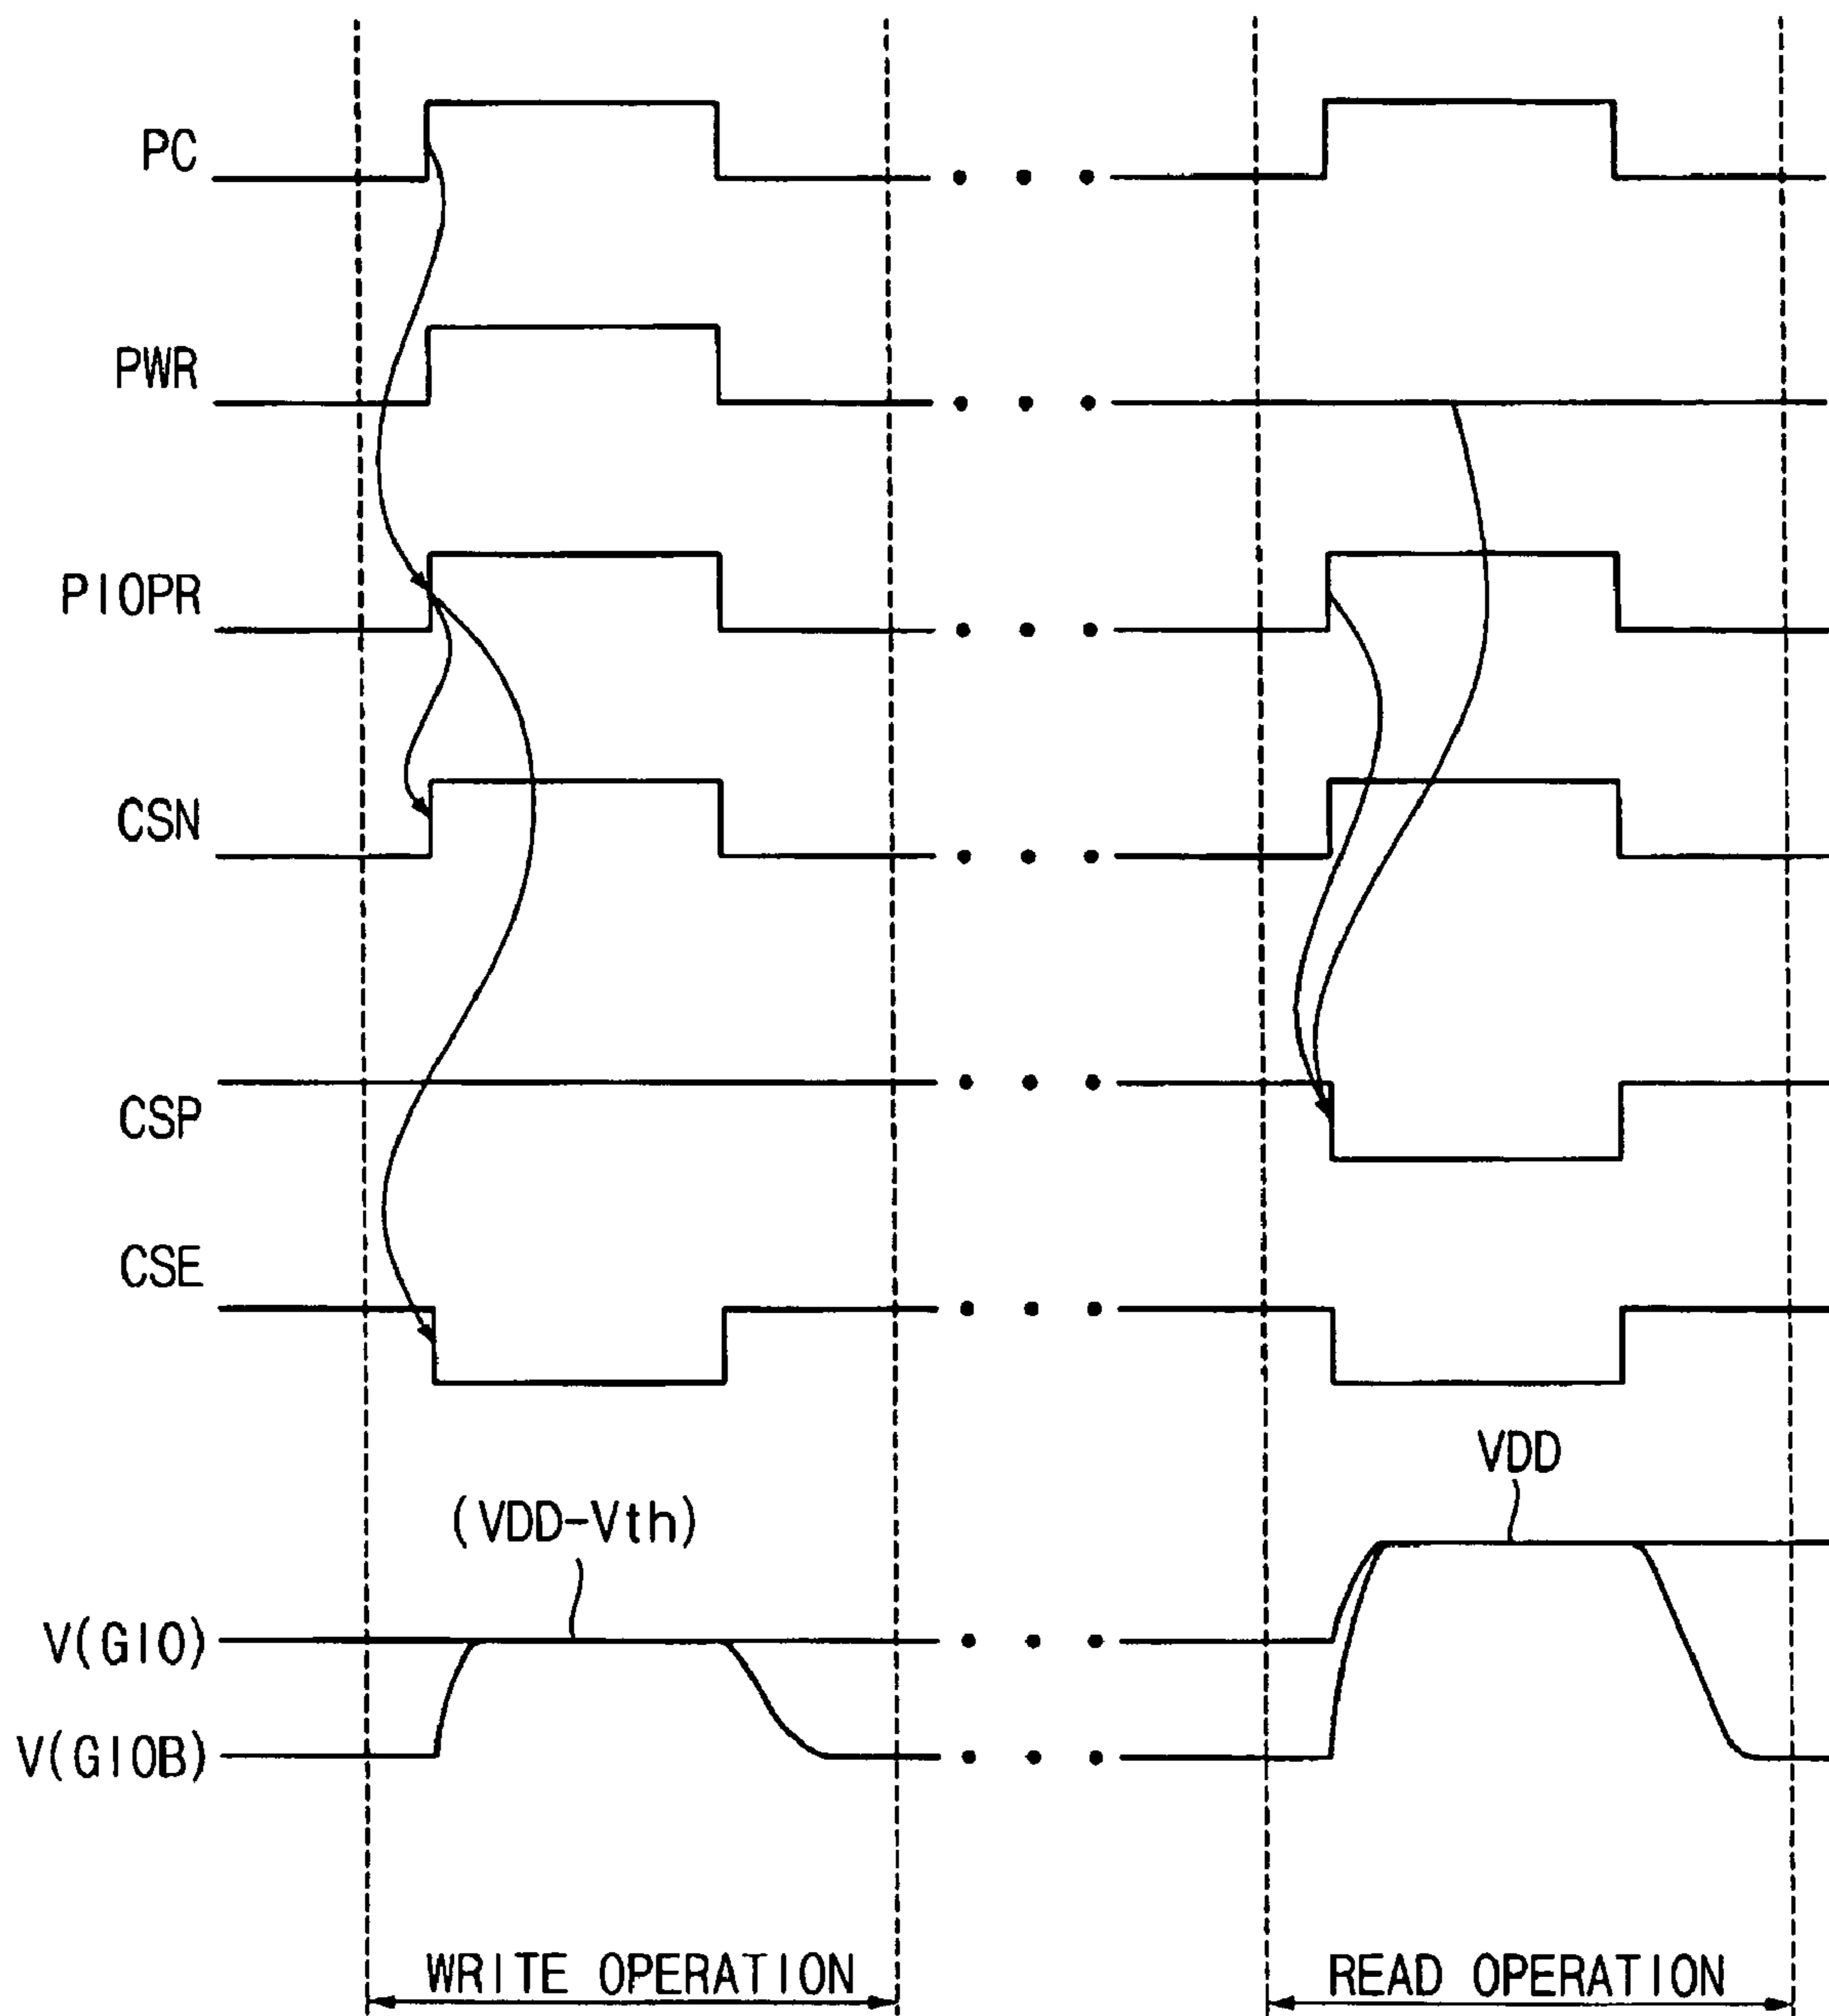 PC
PWR
PIOPR
CSN
CSP
CSE
VDD
(VDD-Vth)
V(GIO)
V(GIOB)
WRITE OPERATION
READ OPERATION